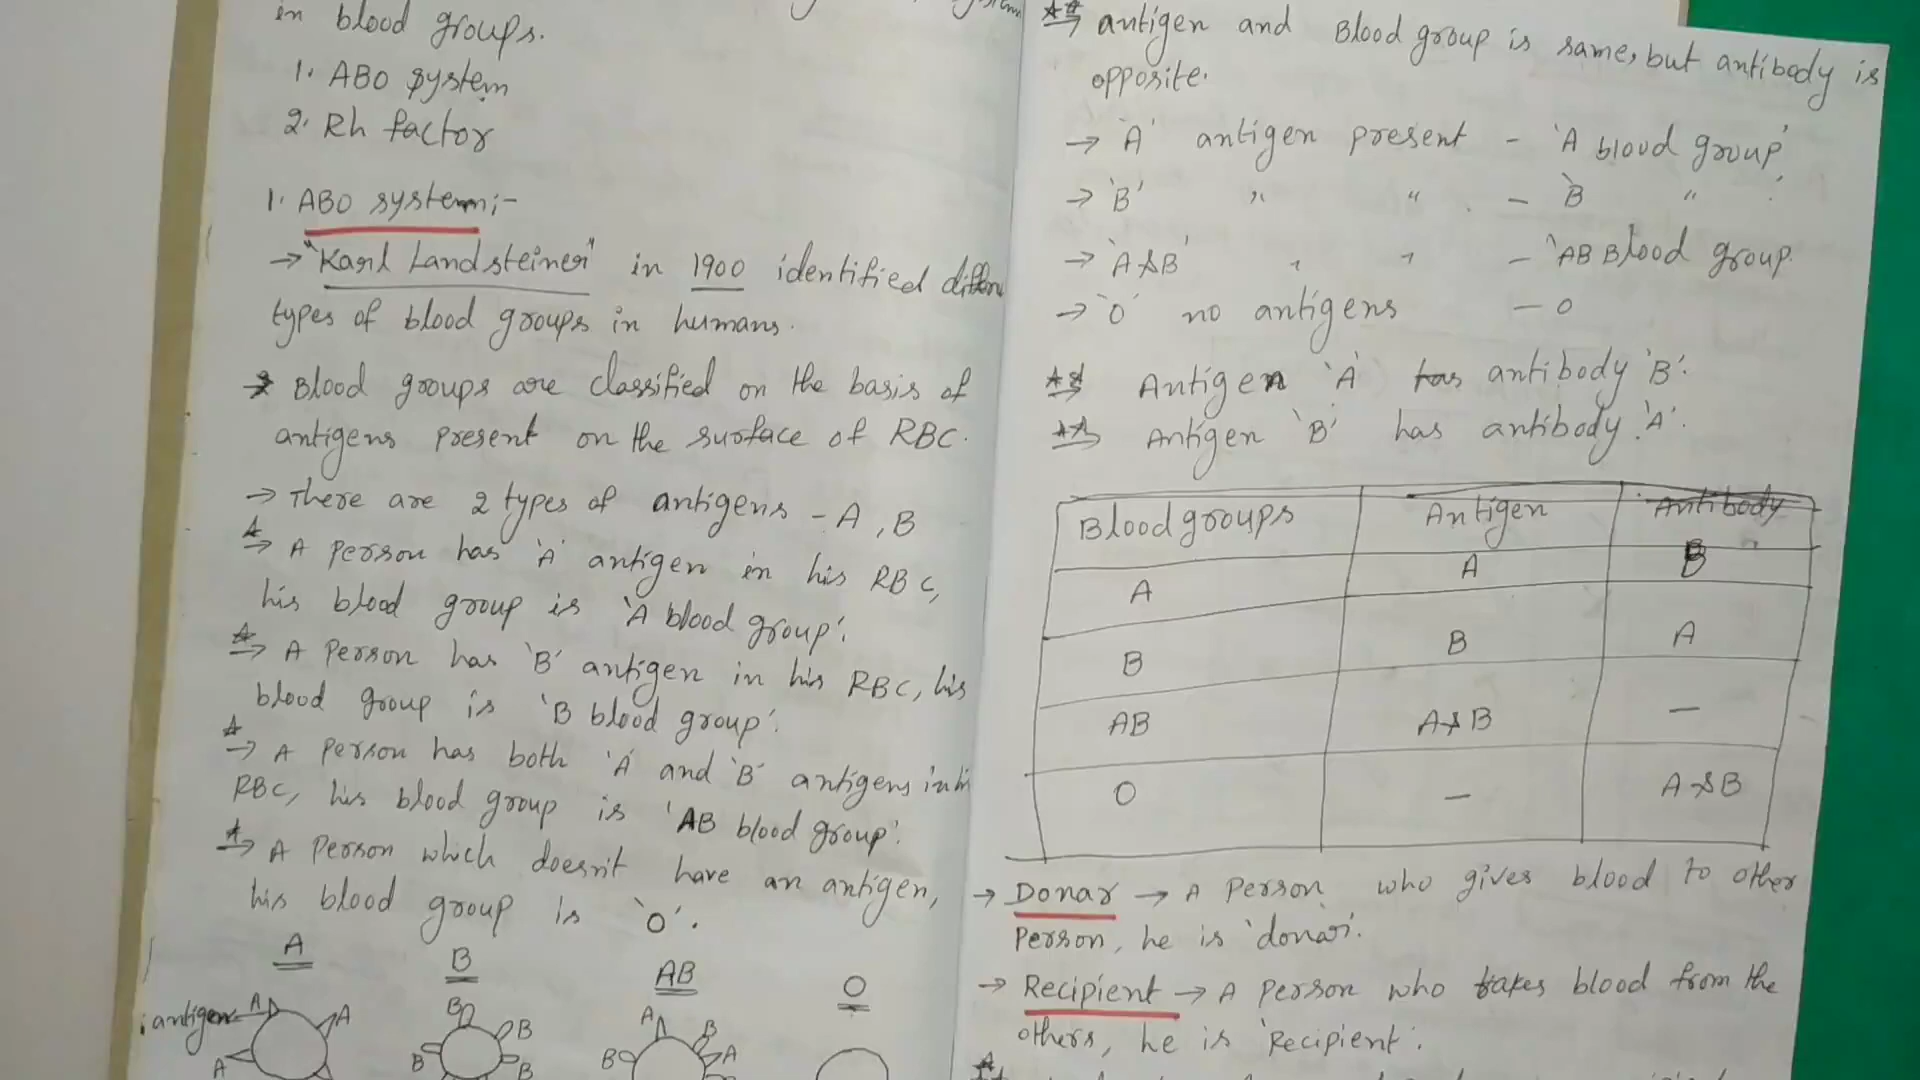 in blood groups.
1. ABO system
2. Rh factor
1. ABO system:-
→ "Karl Landsteiner" in 1900 identified
types of blood groups in humans.
→ Blood groups are classified on the basis of
antigens present on the surface of RBC.
→ There are 2 types of antigens - A, B
→ A person has 'A' antigen in his RBC,
his blood group is 'A blood group'.
→ A person has 'B' antigen in his RBC, his
blood group is 'B blood group'.
→ A person has both 'A' and 'B' antigens in
RBC, his blood group is 'AB blood group'.
→ A person which doesn't have an antigen,
his blood group is 'O'.
A B AB O
antigen A A A
B B B B
A B B A
→ antigen and Blood group is same, but antibody is
opposite.
→ 'A' antigen present - 'A blood group'
→ 'B' " " - 'B " '
→ 'A&B' " " - 'AB Blood group'
→ 'O' no antigens - O
→ Antigen 'A' has antibody 'B'.
→ Antigen 'B' has antibody 'A'.
Blood groups Antigen Antibody
A A B
B B A
AB A&B —
O — A&B
→ Donar → A person who gives blood to other
person, he is 'donar'.
→ Recipient → A person who takes blood from the
others, he is 'Recipient'.